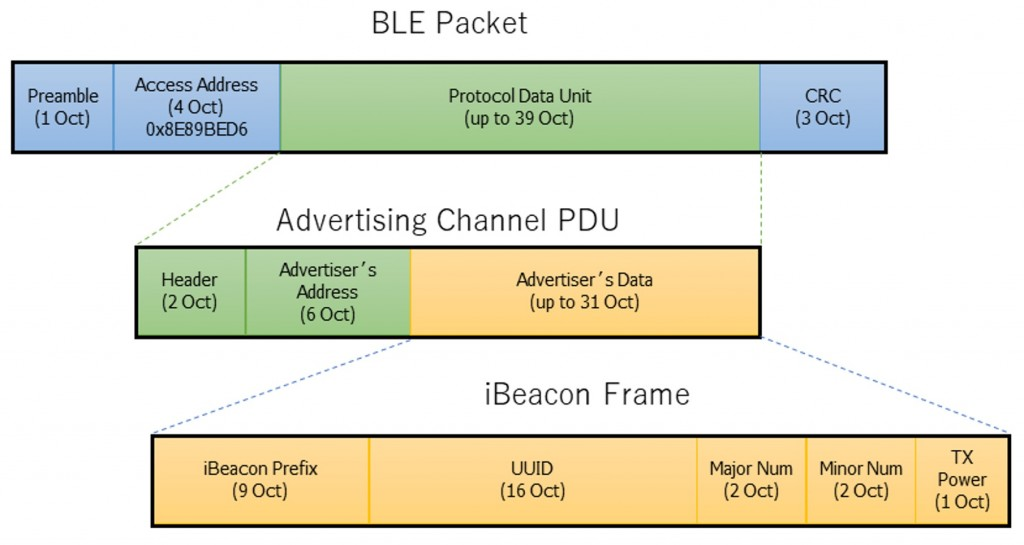 BLE Packet
Preamble
(1 Oct)
Access Address
(4 Oct)
0x8E89BED6
Protocol Data Unit
(up to 39 Oct)
CRC
(3 Oct)
Advertising Channel PDU
Header
(2 Oct)
Advertiser´s
Address
(6 Oct)
Advertiser´s Data
(up to 31 Oct)
iBeacon Frame
iBeacon Prefix
(9 Oct)
UUID
(16 Oct)
Major Num
(2 Oct)
Minor Num
(2 Oct)
TX
Power
(1 Oct)